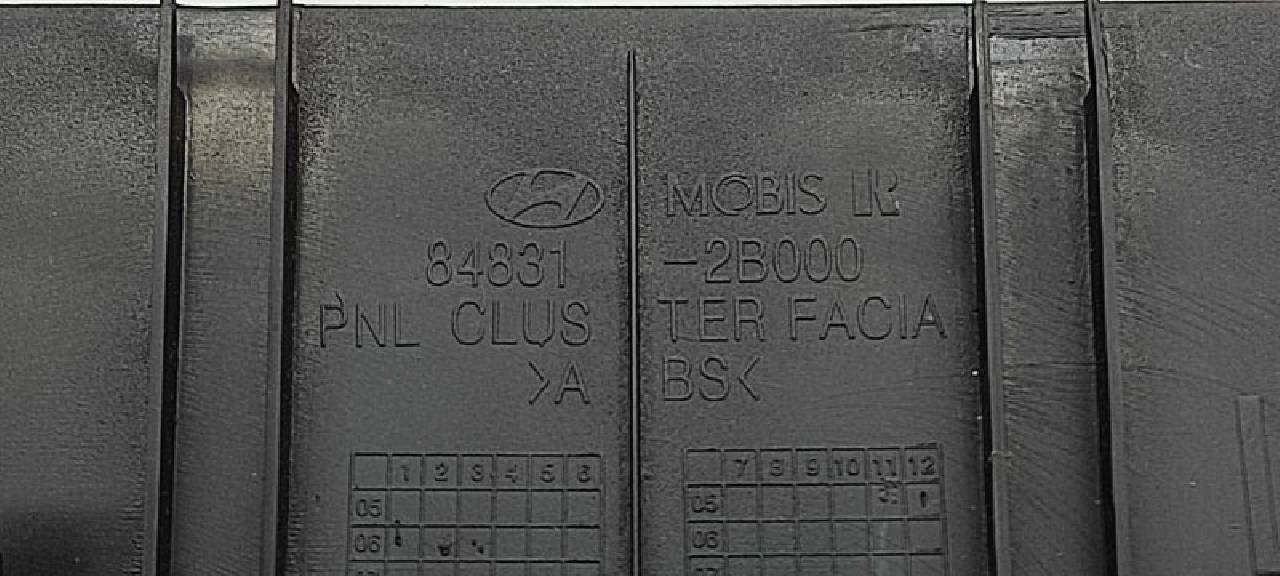 MOBIS IR
84831 -2B000
PNL CLUS TER FACIA
>A BS<
1 2 3 4 5 6 7 8 9 10 11 12
05 05
06 06